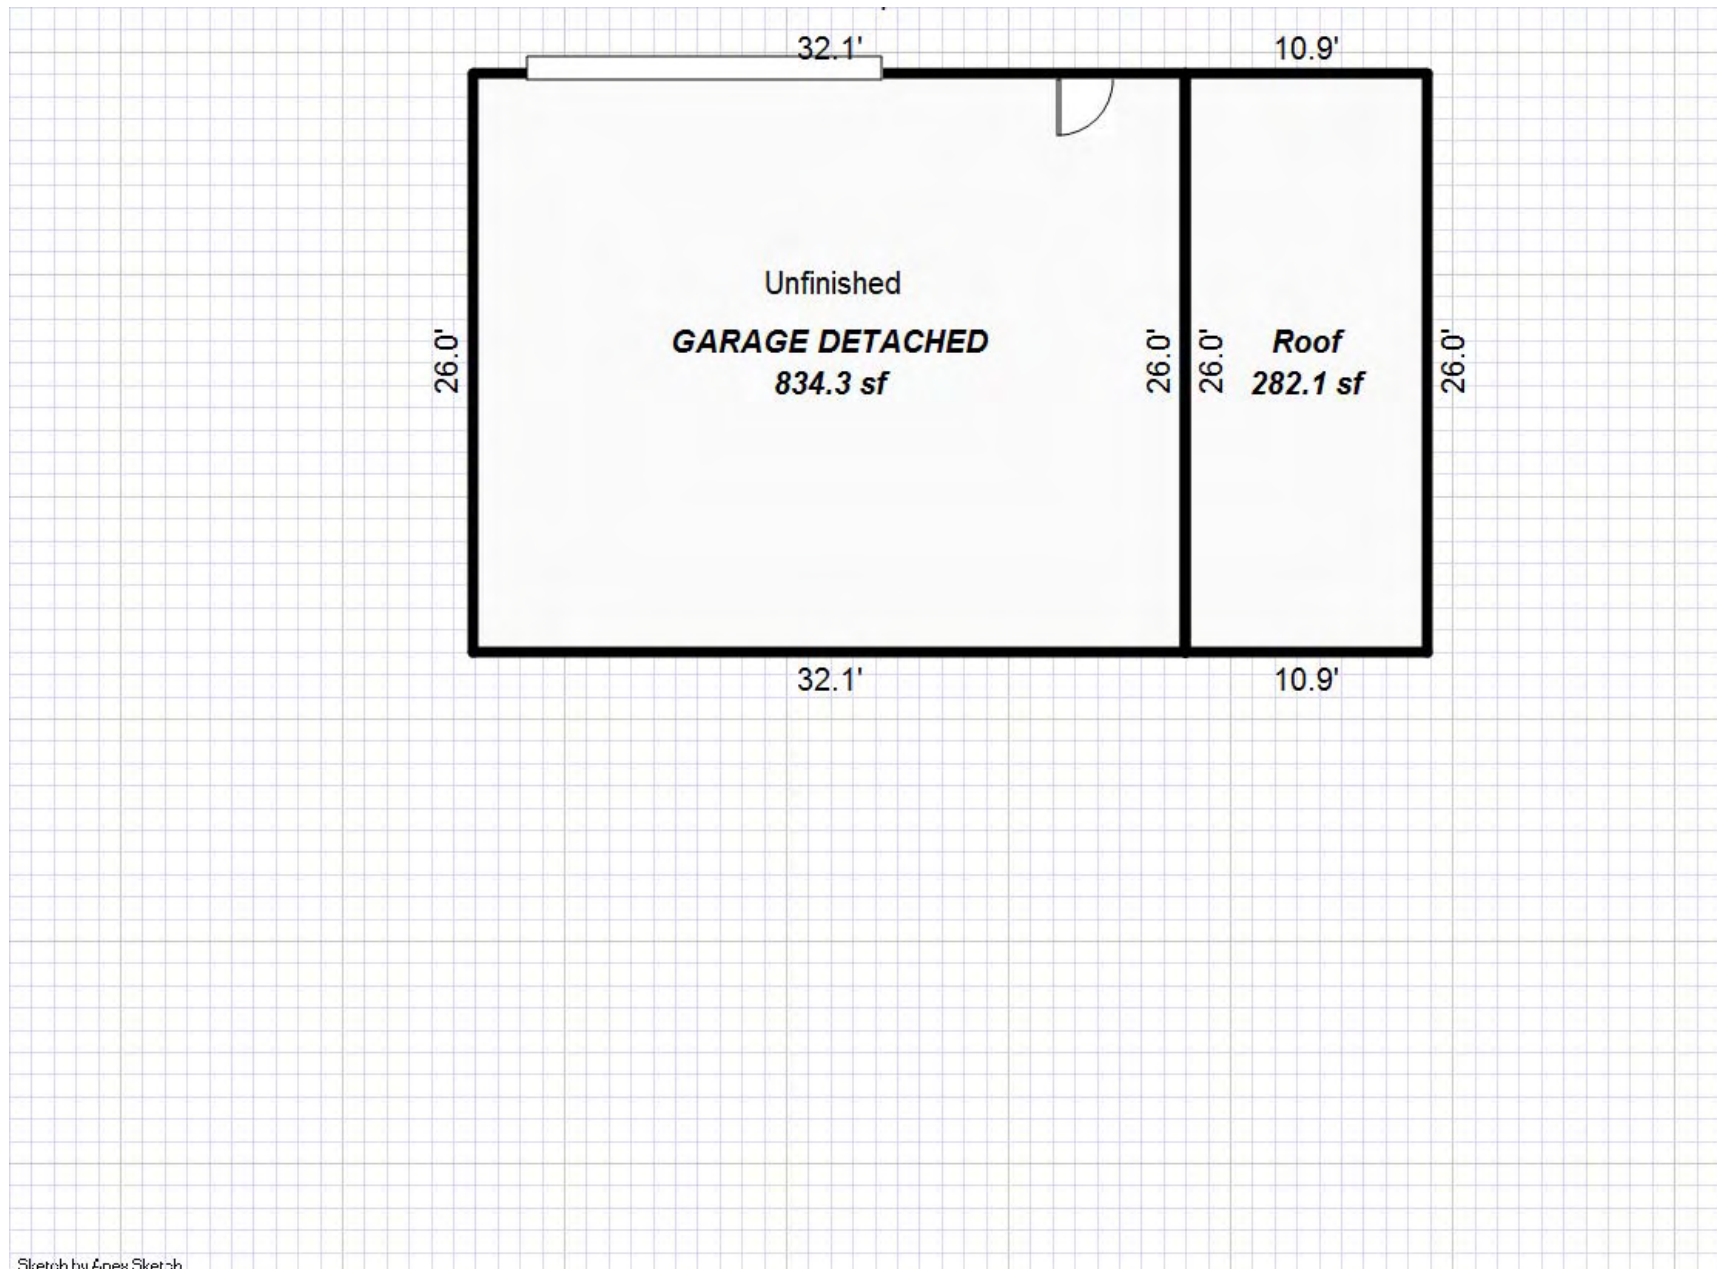 32.1'
10.9'
Unfinished
GARAGE DETACHED
834.3 sf
26.0'
26.0'
26.0'
Roof
282.1 sf
26.0'
32.1'
10.9'
Sketch by Apex Sketch